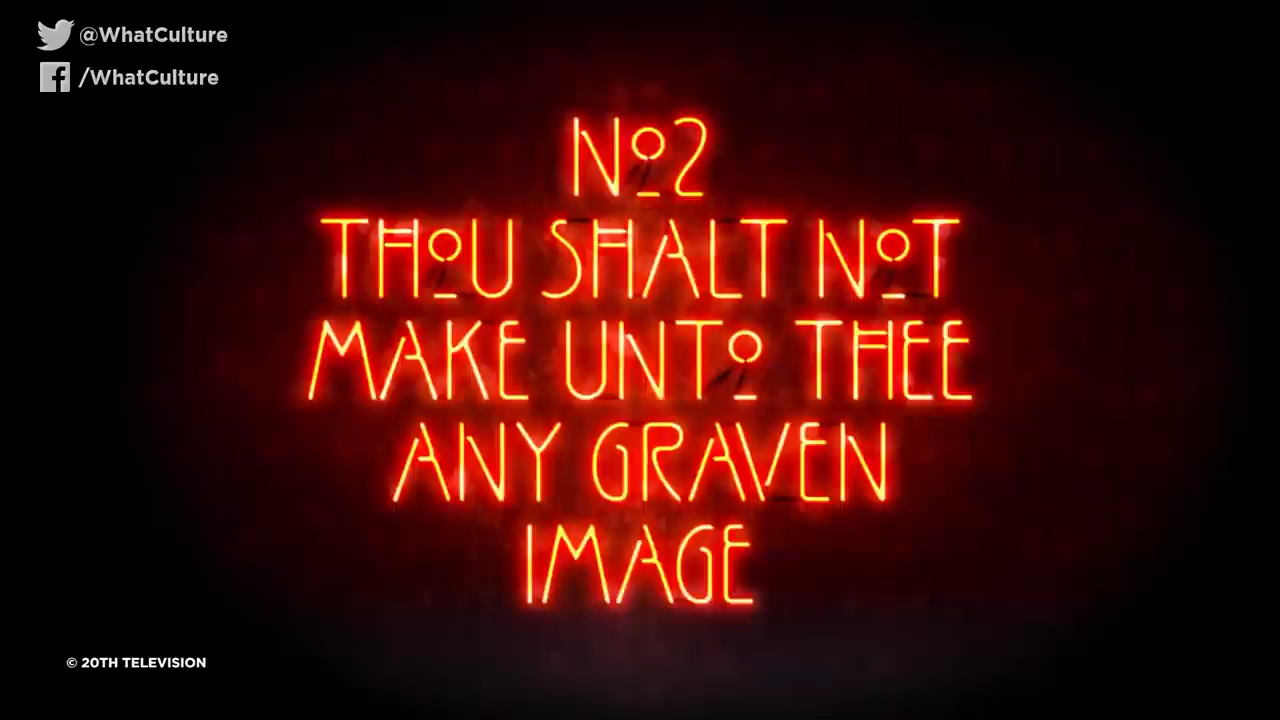 @WhatCulture
/WhatCulture
No2
THOU SHALT NOT
MAKE UNTO THEE
ANY GRAVEN
IMAGE
© 20TH TELEVISION